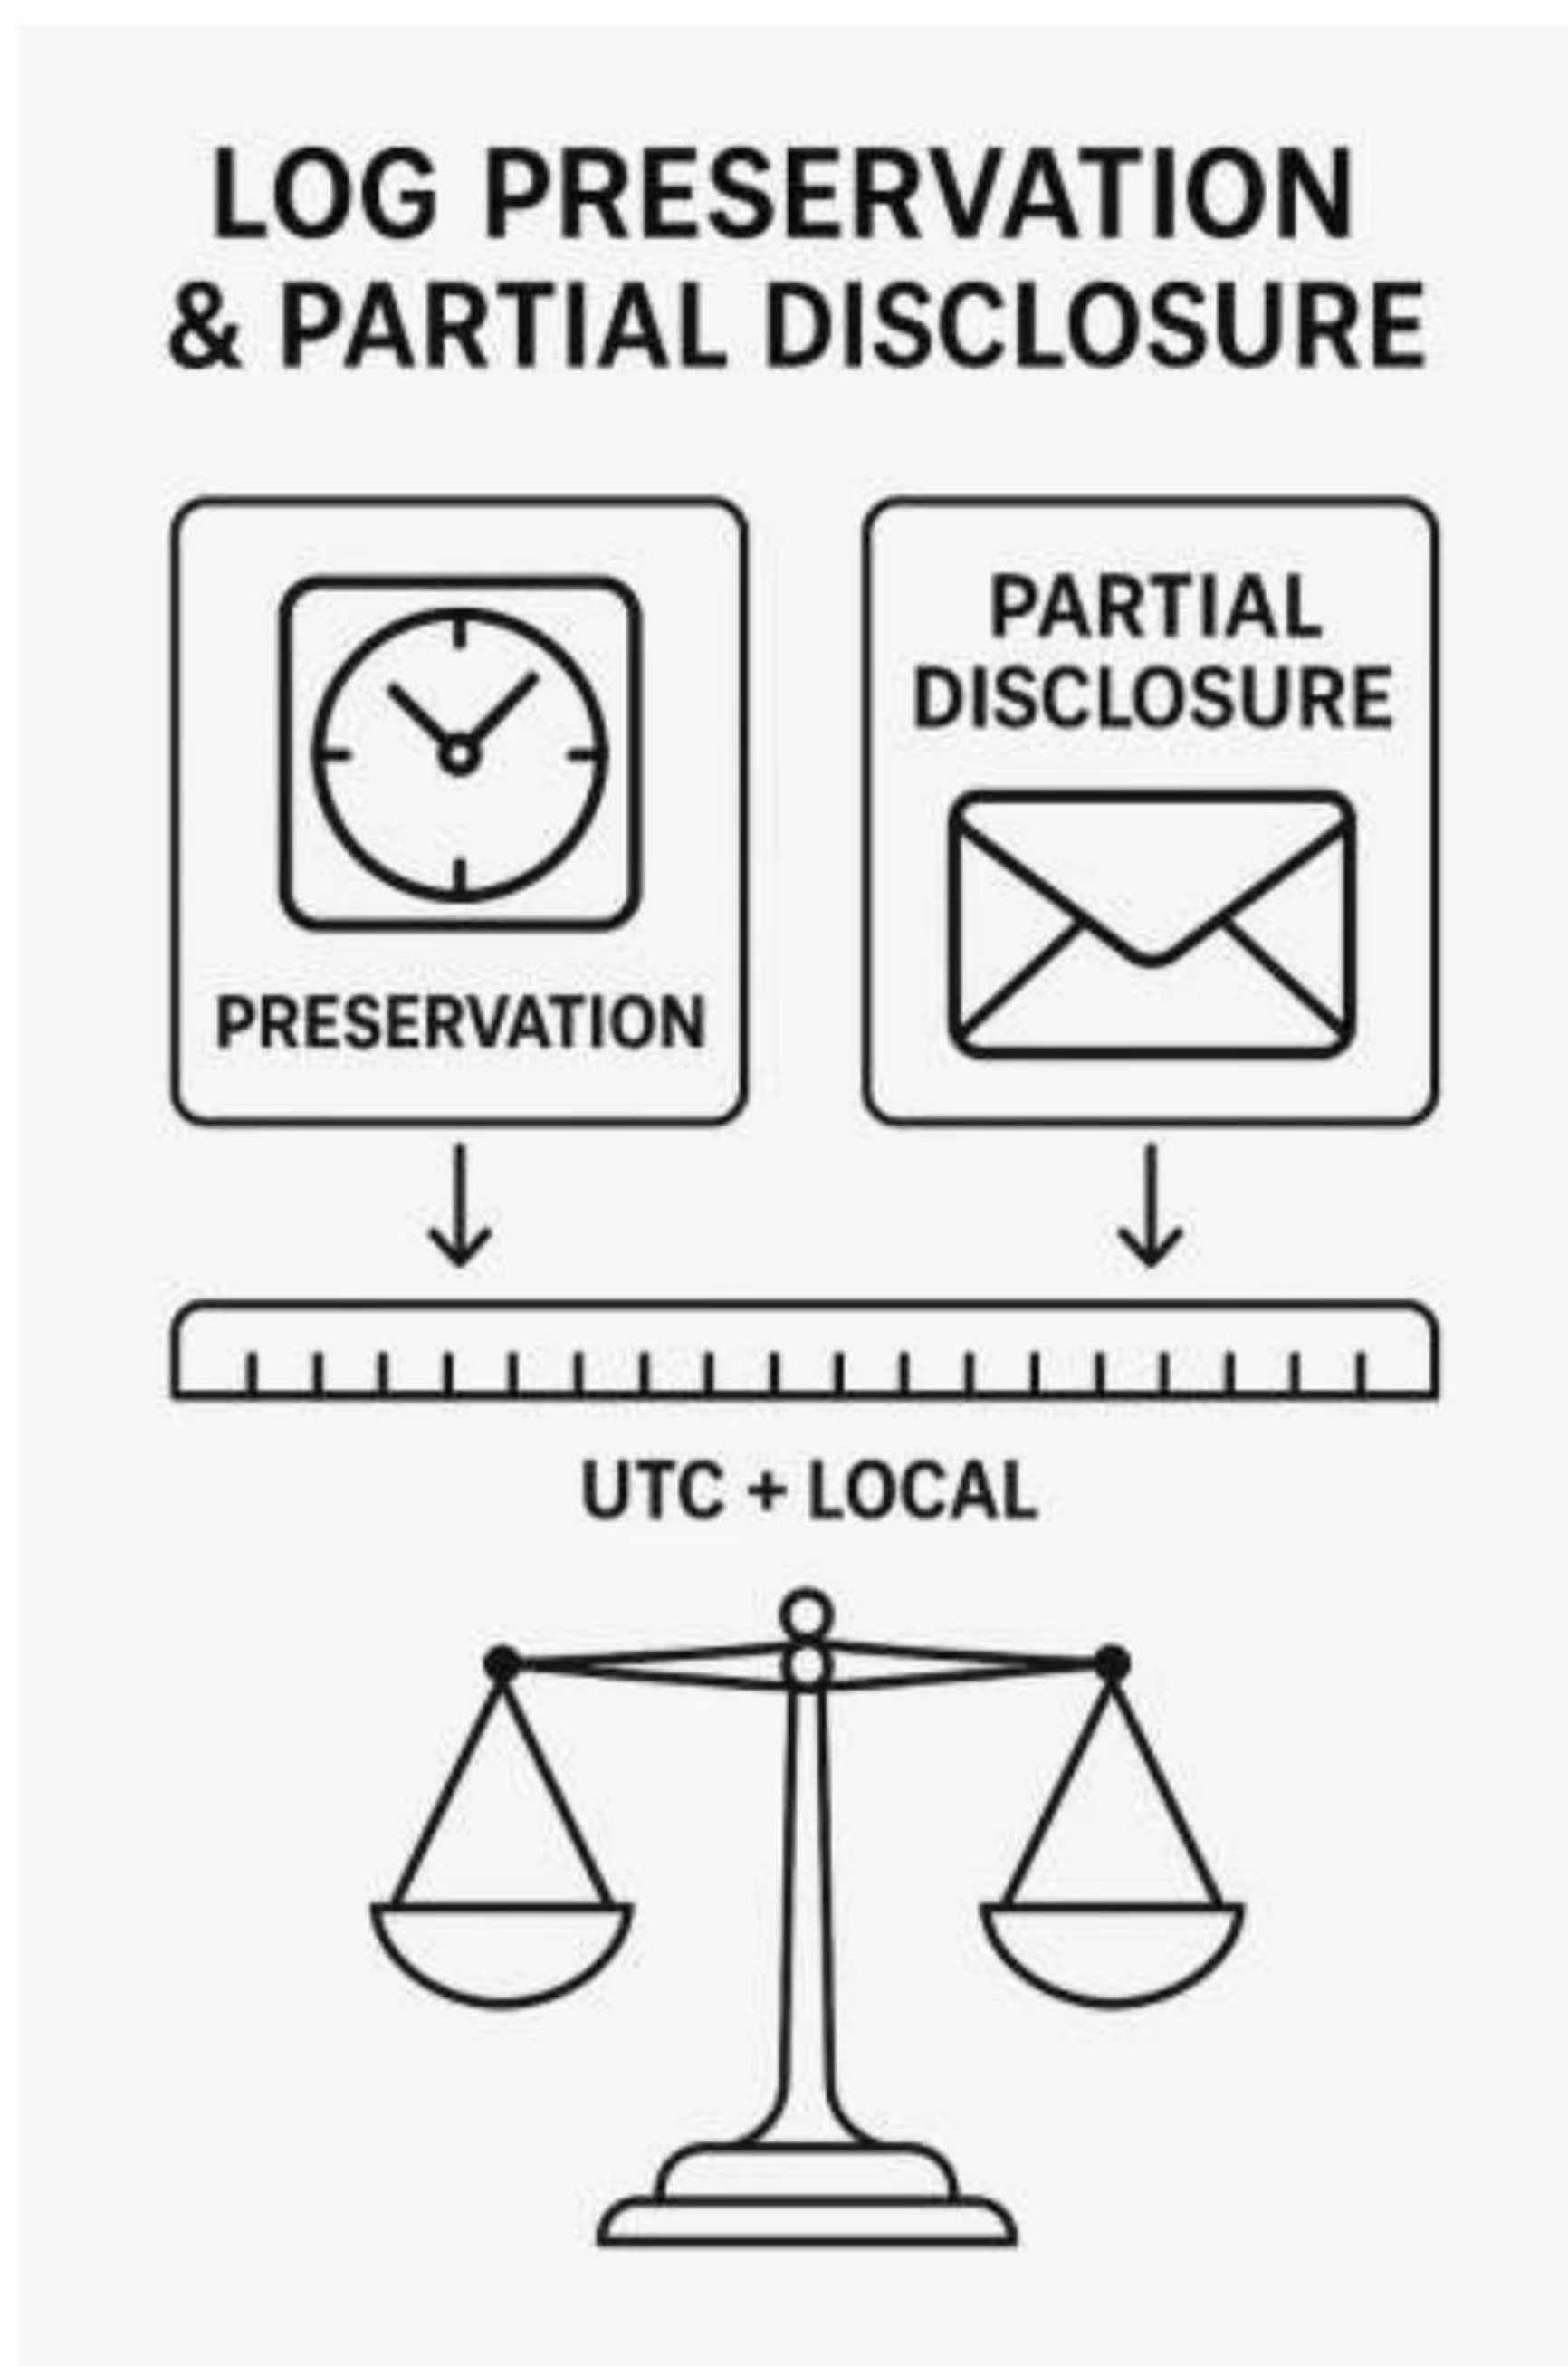 LOG PRESERVATION
& PARTIAL DISCLOSURE
PRESERVATION
PARTIAL
DISCLOSURE
UTC + LOCAL